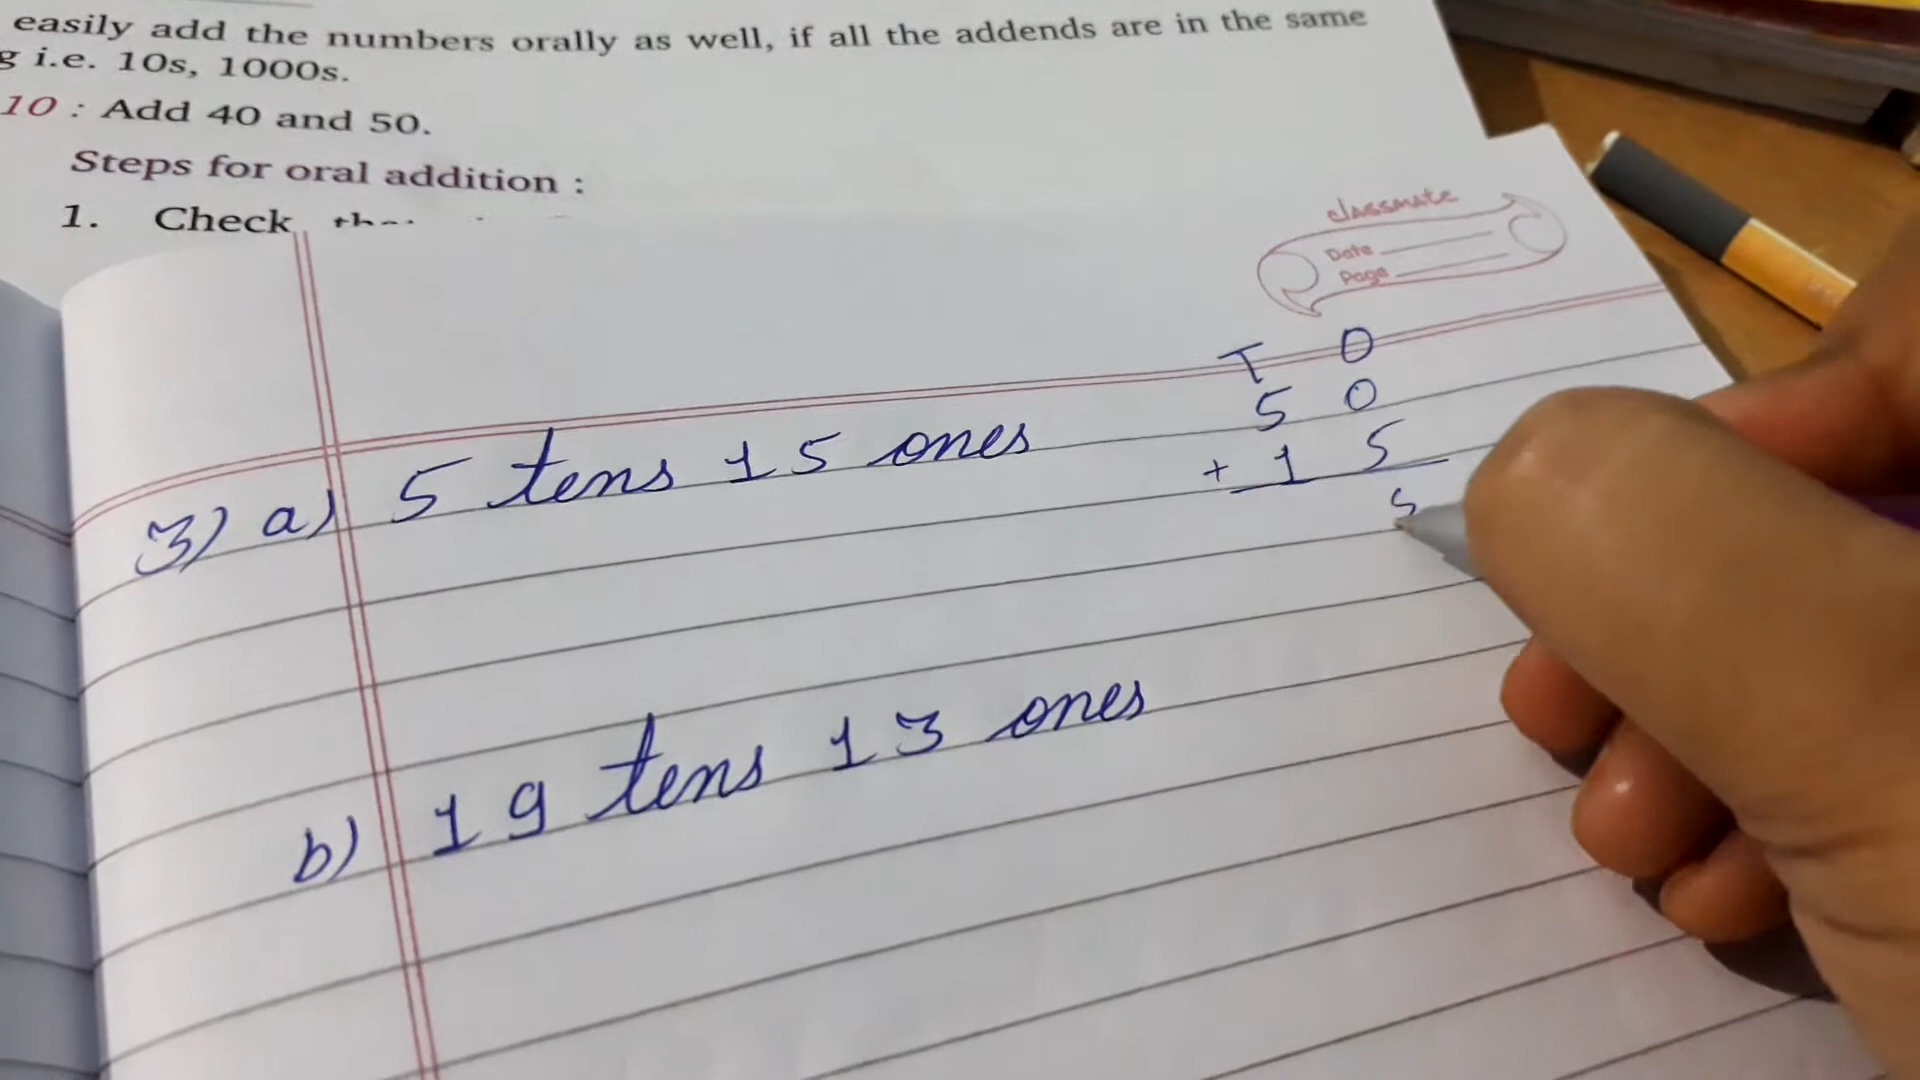 easily add the numbers orally as well, if all the addends are in the same
g i.e. 10s, 1000s.
10 : Add 40 and 50.
Steps for oral addition :
1. Check
classmate
Date
Page
T O
5 0
+ 1 5
5
3) a) 5 tens 15 ones
b) 19 tens 13 ones